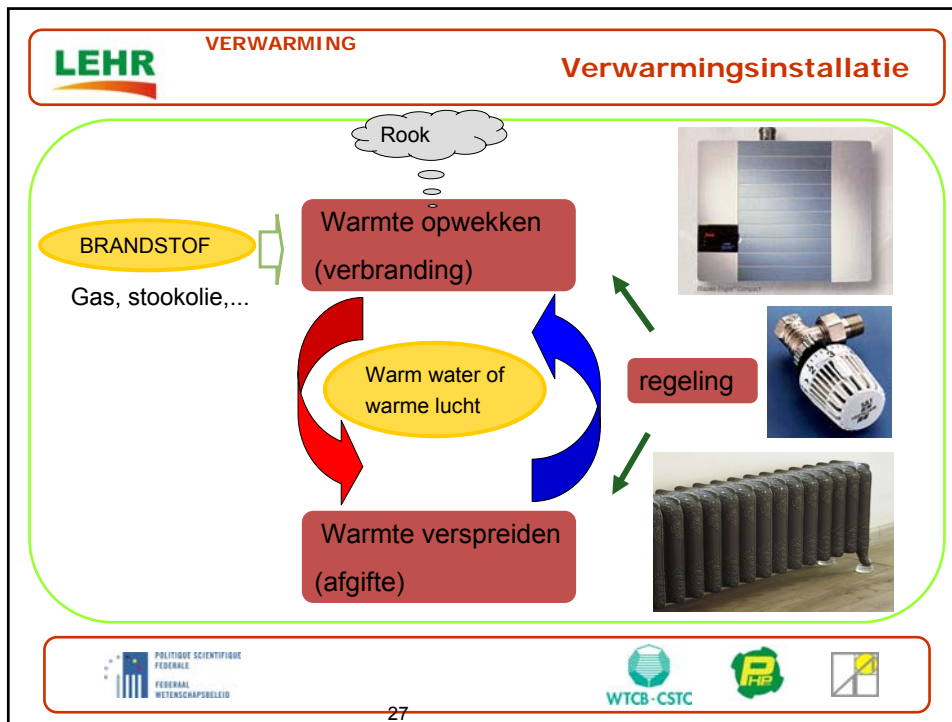 VERWARMING
LEHR
Verwarmingsinstallatie
Rook
BRANDSTOF
Gas, stookolie,...
Warmte opwekken
(verbranding)
Warm water of
warme lucht
regeling
Warmte verspreiden
(afgifte)
POLITIQUE SCIENTIFIQUE
FEDERALE
FEDERAAL
WETENSCHAPSBELEID
WTCB-CSTC
PHP
27